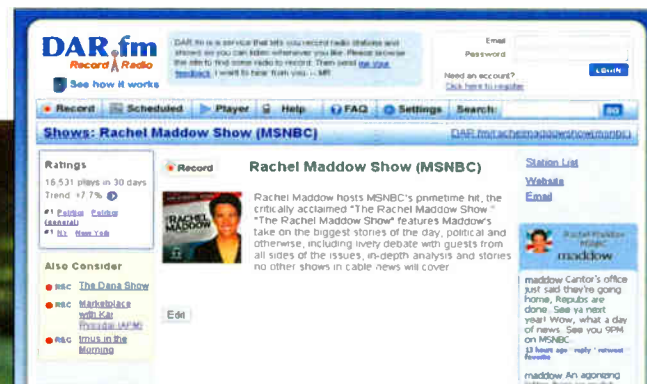 DAR.fm
Record Radio
See how it works
DAR.fm is a service that lets you record radio stations and
shows so you can listen whenever you like. Please browse
the site to find some radio to record. Then send me your
feedback. I want to hear from you. -- MR
Email
Password
Need an account?
Click here to register
LOGIN
Record Scheduled Player Help FAQ Settings Search: GO
Shows: Rachel Maddow Show (MSNBC)
Ratings
16,531 plays in 30 days
Trend +7.7%
#1 Politics Politics
(general)
#1 NY New York
Also Consider
REC The Dana Show
REC Marketplace
with Kai
Ryssdal (APM)
REC Imus in the
Morning
Record
Rachel Maddow Show (MSNBC)
RACHEL
MADDOW
Rachel Maddow hosts MSNBC's primetime hit, the
critically acclaimed "The Rachel Maddow Show."
"The Rachel Maddow Show" features Maddow's
take on the biggest stories of the day, political and
otherwise, including lively debate with guests from
all sides of the issues, in-depth analysis and stories
no other shows in cable news will cover
Edit
Station List
Website
Email
Rachel Maddow
MSNBC
maddow
maddow Cantor's office
just said they're going
home, Repubs are
done. See ya next
year! Wow, what a day
of news. See you 9PM
on MSNBC.
13 hours ago · reply · retweet ·
favorite
maddow An agonizing